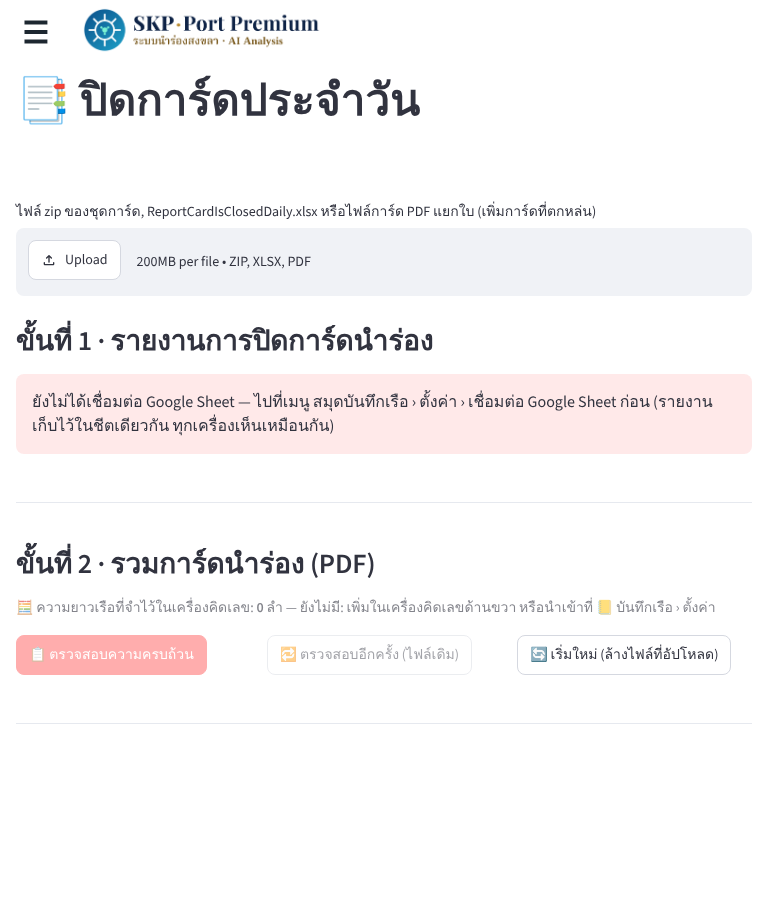 SKP·Port Premium
ระบบนำร่องสงขลา · AI Analysis
ปิดการ์ดประจำวัน
ไฟล์ zip ของชุดการ์ด, ReportCardIsClosedDaily.xlsx หรือไฟล์การ์ด PDF แยกใบ (เพิ่มการ์ดที่ตกหล่น)
Upload
200MB per file • ZIP, XLSX, PDF
ขั้นที่ 1 · รายงานการปิดการ์ดนำร่อง
ยังไม่ได้เชื่อมต่อ Google Sheet — ไปที่เมนู สมุดบันทึกเรือ › ตั้งค่า › เชื่อมต่อ Google Sheet ก่อน (รายงาน
เก็บไว้ในชีตเดียวกัน ทุกเครื่องเห็นเหมือนกัน)
ขั้นที่ 2 · รวมการ์ดนำร่อง (PDF)
🧮 ความยาวเรือที่จำไว้ในเครื่องคิดเลข: 0 ลำ — ยังไม่มี: เพิ่มในเครื่องคิดเลขด้านขวา หรือนำเข้าที่ 📒 บันทึกเรือ › ตั้งค่า
📋 ตรวจสอบความครบถ้วน
🔁 ตรวจสอบอีกครั้ง (ไฟล์เดิม)
🔄 เริ่มใหม่ (ล้างไฟล์ที่อัปโหลด)